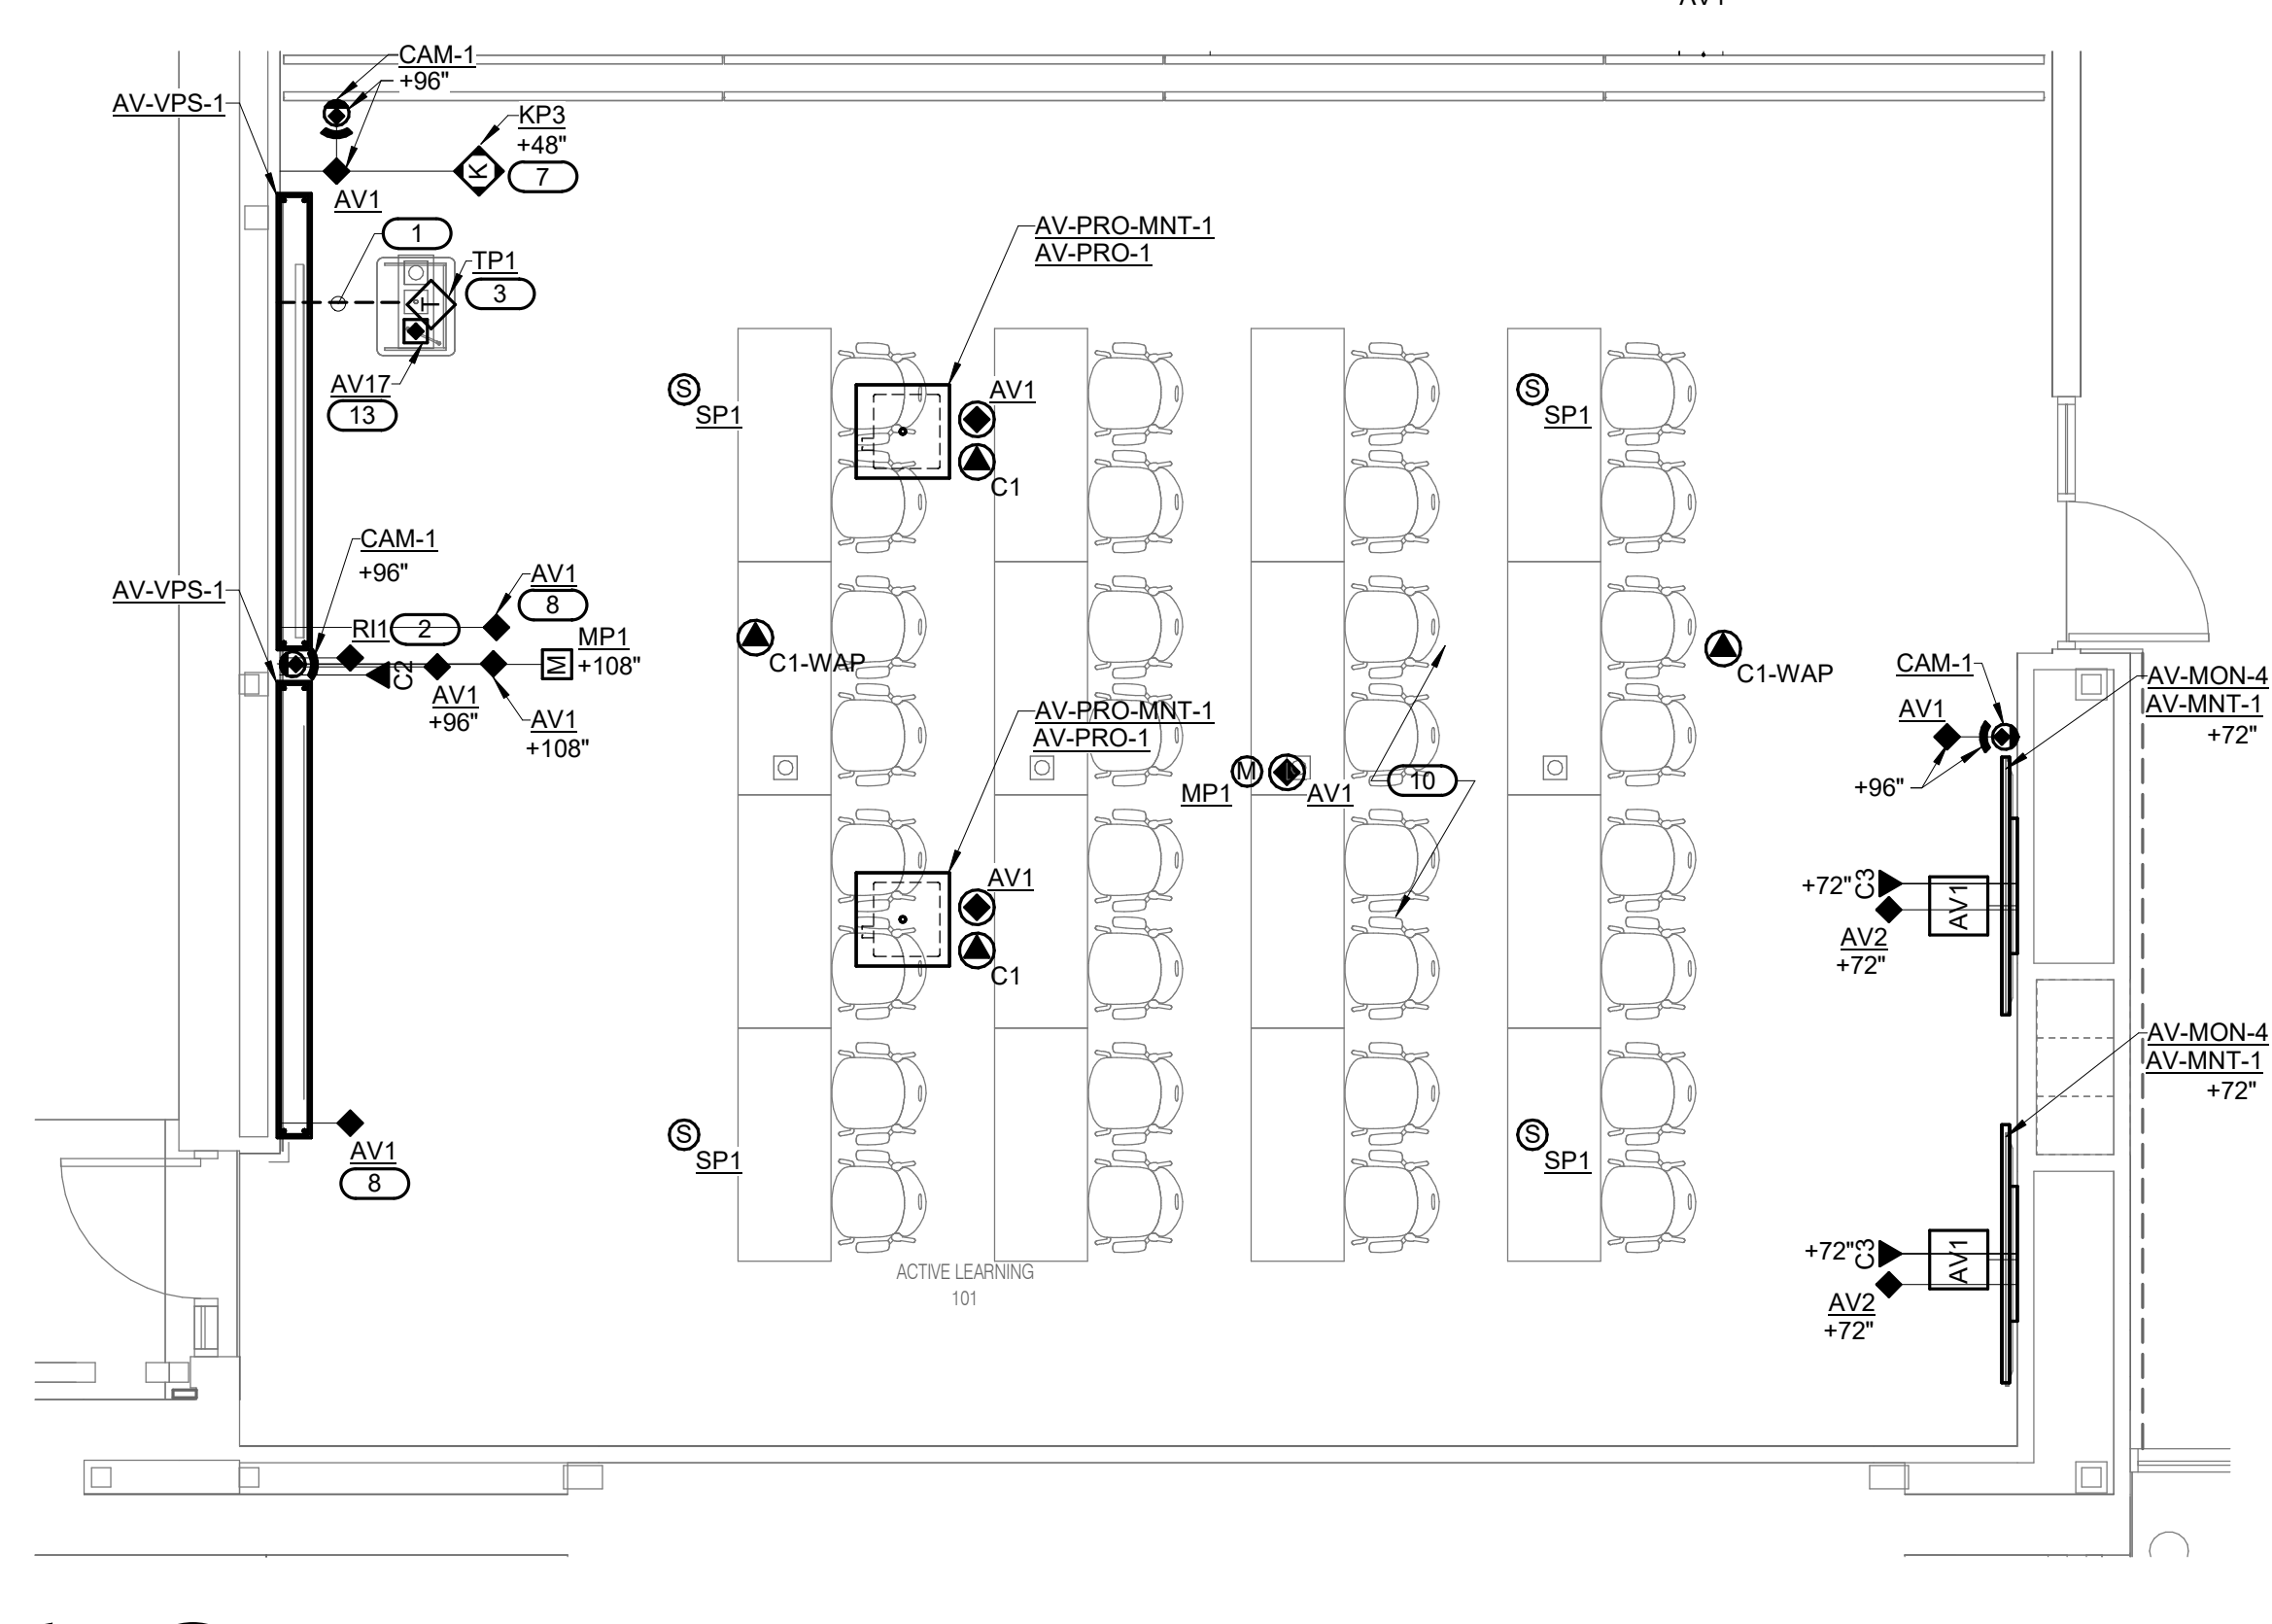 CAM-1
+96"
AV-VPS-1
KP3
+48"
K
7
AV1
1
TP1
3
T
AV17
13
AV-PRO-MNT-1
AV-PRO-1
S
SP1
AV1
C1
S
SP1
CAM-1
+96"
AV-VPS-1
AV1
8
RI1
2
MP1
+108"
M
C2
AV1
+96"
AV1
+108"
C1-WAP
C1-WAP
AV-PRO-MNT-1
AV-PRO-1
M
MP1
AV1
10
CAM-1
AV-MON-4
AV-MNT-1
+72"
AV1
+96"
AV1
C1
+72"
C3
AV1
AV2
+72"
AV-MON-4
AV-MNT-1
+72"
AV1
8
S
SP1
S
SP1
ACTIVE LEARNING
101
+72"
C3
AV1
AV2
+72"